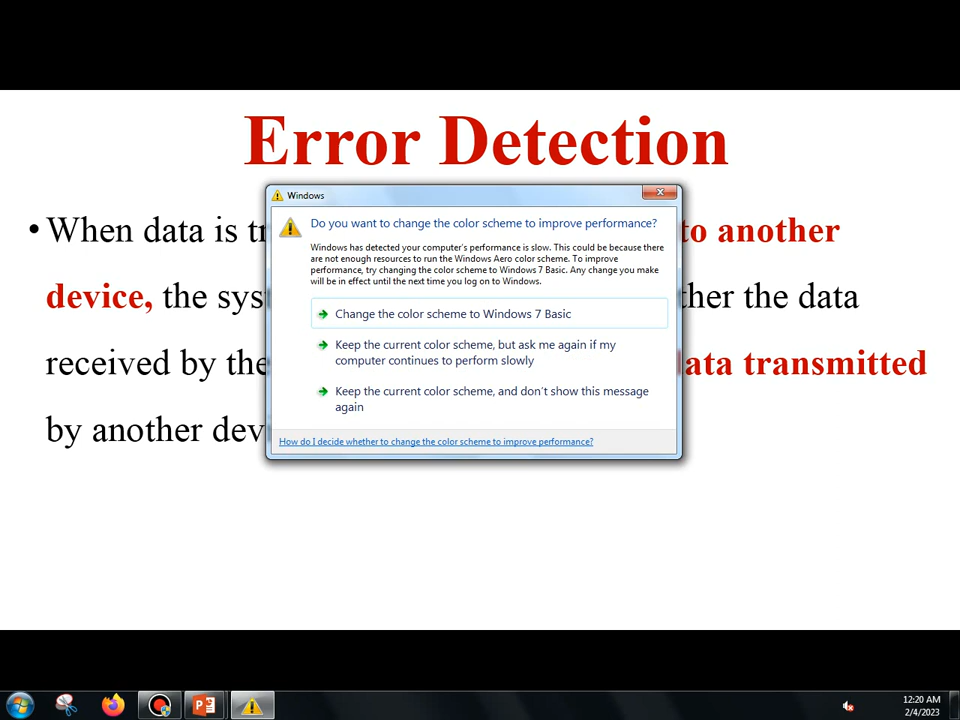 Error Detection
Windows
Do you want to change the color scheme to improve performance?
• When data is tr
to another
Windows has detected your computer's performance is slow. This could be because there
are not enough resources to run the Windows Aero color scheme. To improve
performance, try changing the color scheme to Windows 7 Basic. Any change you make
will be in effect until the next time you log on to Windows.
device, the sys
ther the data
Change the color scheme to Windows 7 Basic
Keep the current color scheme, but ask me again if my
computer continues to perform slowly
received by the
data transmitted
Keep the current color scheme, and don't show this message
again
by another dev
How do I decide whether to change the color scheme to improve performance?
12:20 AM
2/4/2023